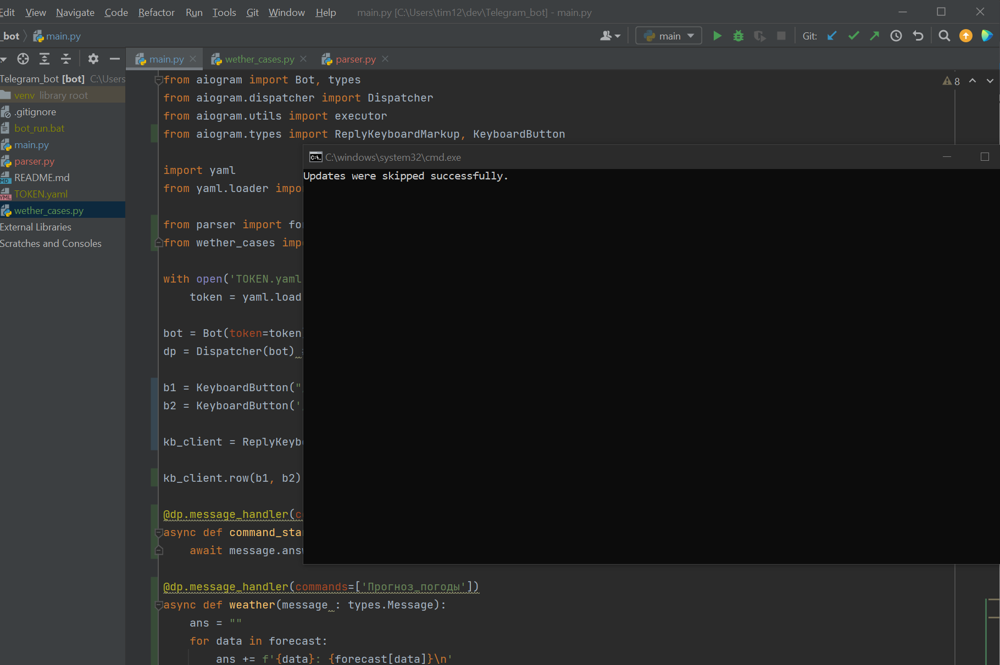 Edit View Navigate Code Refactor Run Tools Git Window Help main.py [C:\Users\tim12\dev\Telegram_bot] - main.py
_bot main.py main Git:
main.py wether_cases.py parser.py
Telegram_bot [bot] C:\Users
venv library root
.gitignore
bot_run.bat
main.py
parser.py
README.md
TOKEN.yaml
wether_cases.py
External Libraries
Scratches and Consoles
8
from aiogram import Bot, types
from aiogram.dispatcher import Dispatcher
from aiogram.utils import executor
from aiogram.types import ReplyKeyboardMarkup, KeyboardButton
import yaml
from yaml.loader impo
from parser import fo
from wether_cases imp
with open('TOKEN.yaml
token = yaml.load
bot = Bot(token=token
dp = Dispatcher(bot)
b1 = KeyboardButton("
b2 = KeyboardButton('
kb_client = ReplyKeyb
kb_client.row(b1, b2)
@dp.message_handler(c
async def command_sta
await message.ans
@dp.message_handler(commands=['Прогноз_погоды'])
async def weather(message : types.Message):
ans = ""
for data in forecast:
ans += f'{data}: {forecast[data]}\n'
C:\windows\system32\cmd.exe
Updates were skipped successfully.